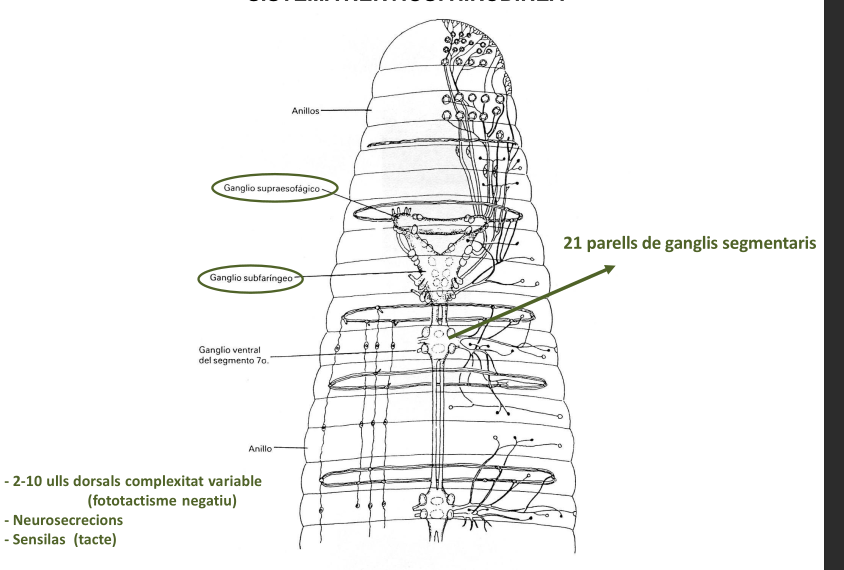 Anillos
Ganglio supraesofágico
21 parells de ganglis segmentaris
Ganglio subfaríngeo
Ganglio ventral
del segmento 7o.
Anillo
- 2-10 ulls dorsals complexitat variable
(fototactisme negatiu)
- Neurosecrecions
- Sensilas (tacte)